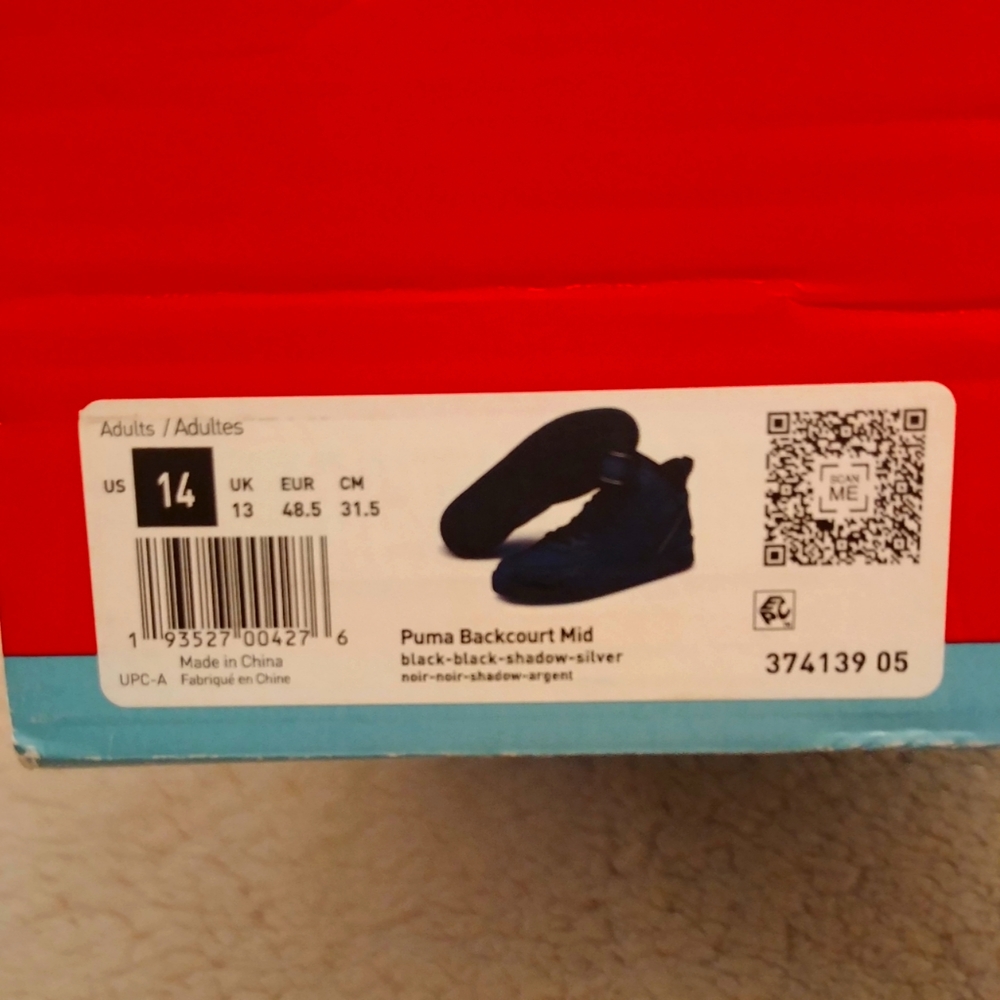 Adults / Adultes
US 14 UK EUR CM
13 48.5 31.5
1 93527 00427 6
Made in China
UPC-A Fabriqué en Chine
Puma Backcourt Mid
black-black-shadow-silver
noir-noir-shadow-argent
SCAN
ME
374139 05